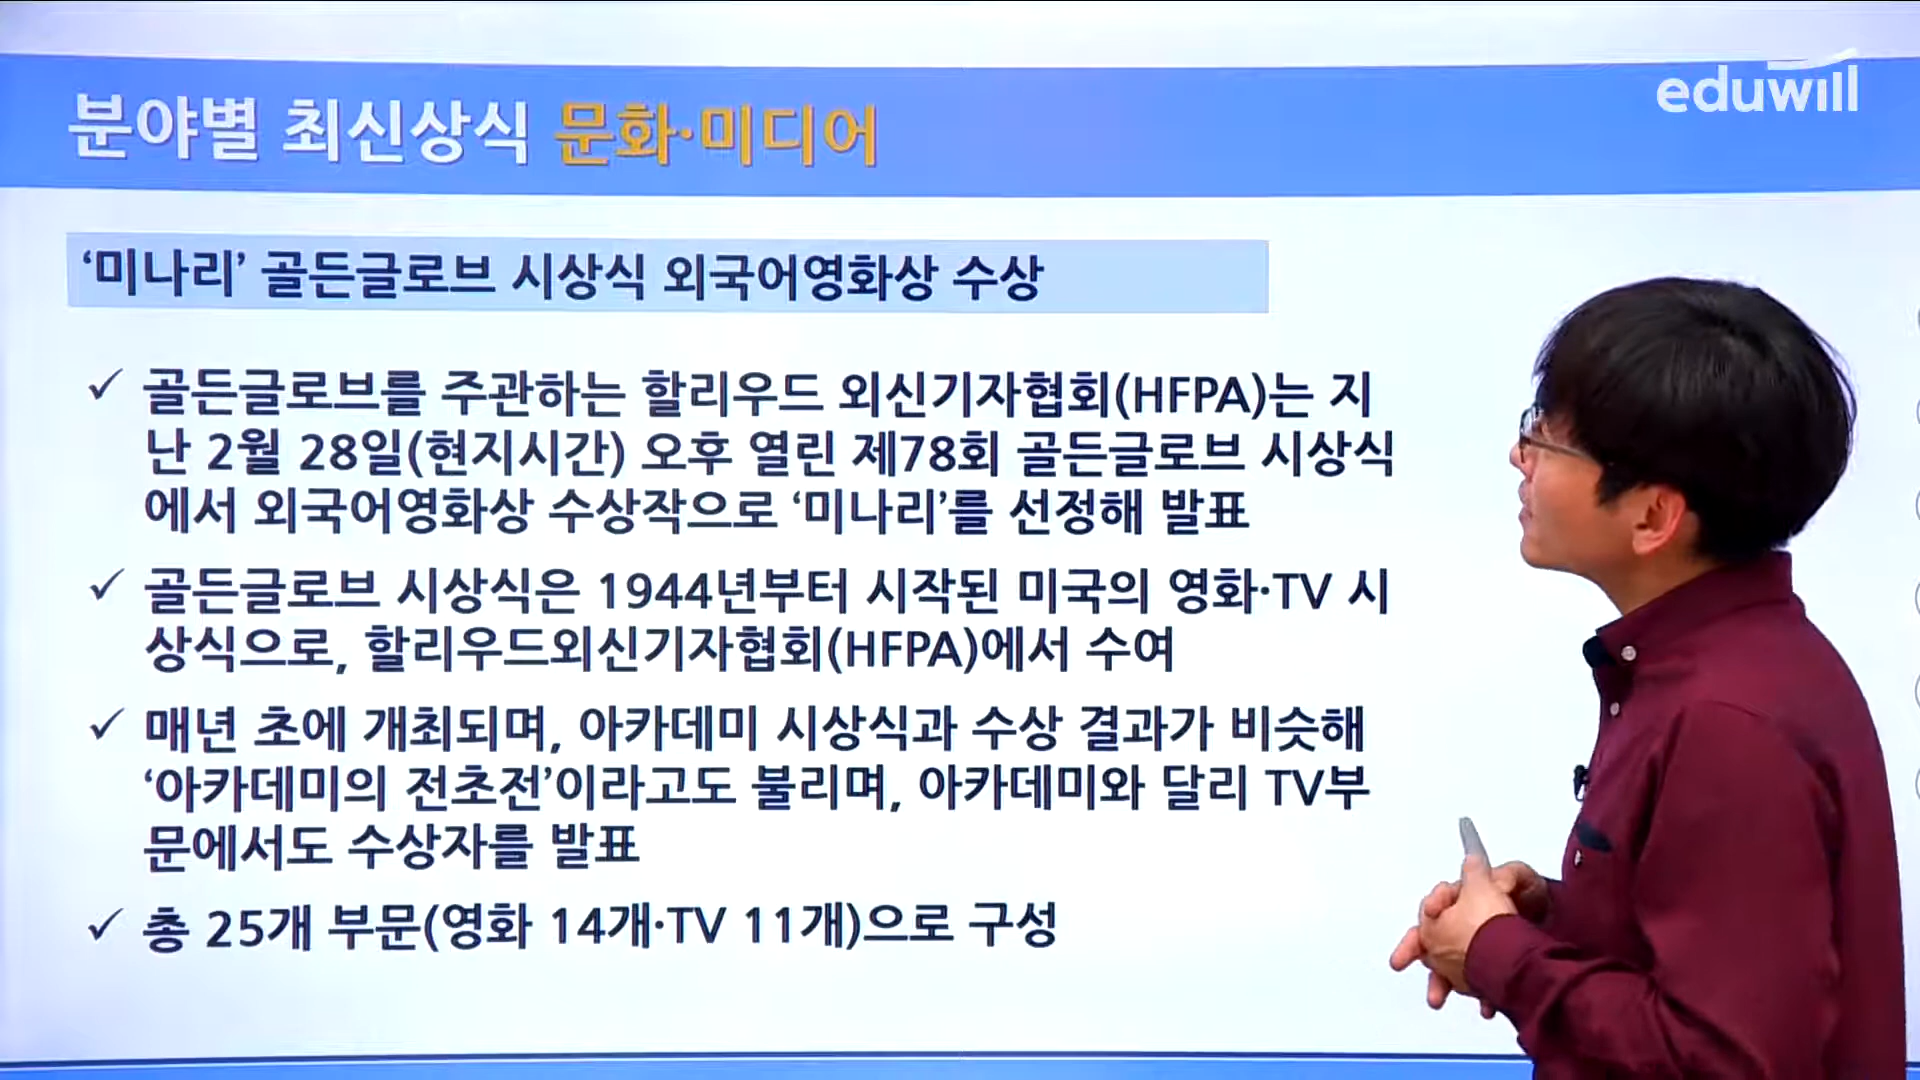 분야별 최신상식 문화·미디어
eduwill
‘미나리’ 골든글로브 시상식 외국어영화상 수상
✓ 골든글로브를 주관하는 할리우드 외신기자협회(HFPA)는 지
난 2월 28일(현지시간) 오후 열린 제78회 골든글로브 시상식
에서 외국어영화상 수상작으로 ‘미나리’를 선정해 발표
✓ 골든글로브 시상식은 1944년부터 시작된 미국의 영화·TV 시
상식으로, 할리우드외신기자협회(HFPA)에서 수여
✓ 매년 초에 개최되며, 아카데미 시상식과 수상 결과가 비슷해
‘아카데미의 전초전’이라고도 불리며, 아카데미와 달리 TV부
문에서도 수상자를 발표
✓ 총 25개 부문(영화 14개·TV 11개)으로 구성